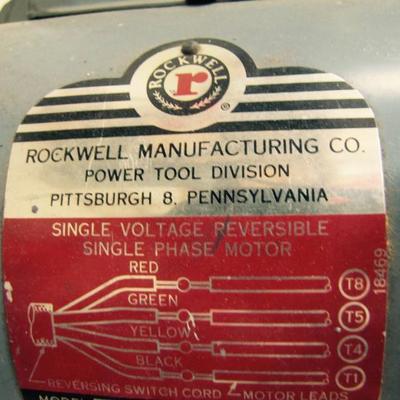 ROCKWELL
r
®
ROCKWELL MANUFACTURING CO.
POWER TOOL DIVISION
PITTSBURGH 8, PENNSYLVANIA
SINGLE VOLTAGE REVERSIBLE
SINGLE PHASE MOTOR
RED
T8
GREEN
T5
YELLOW
T4
BLACK
T1
REVERSING SWITCH CORD
MOTOR LEADS
18469